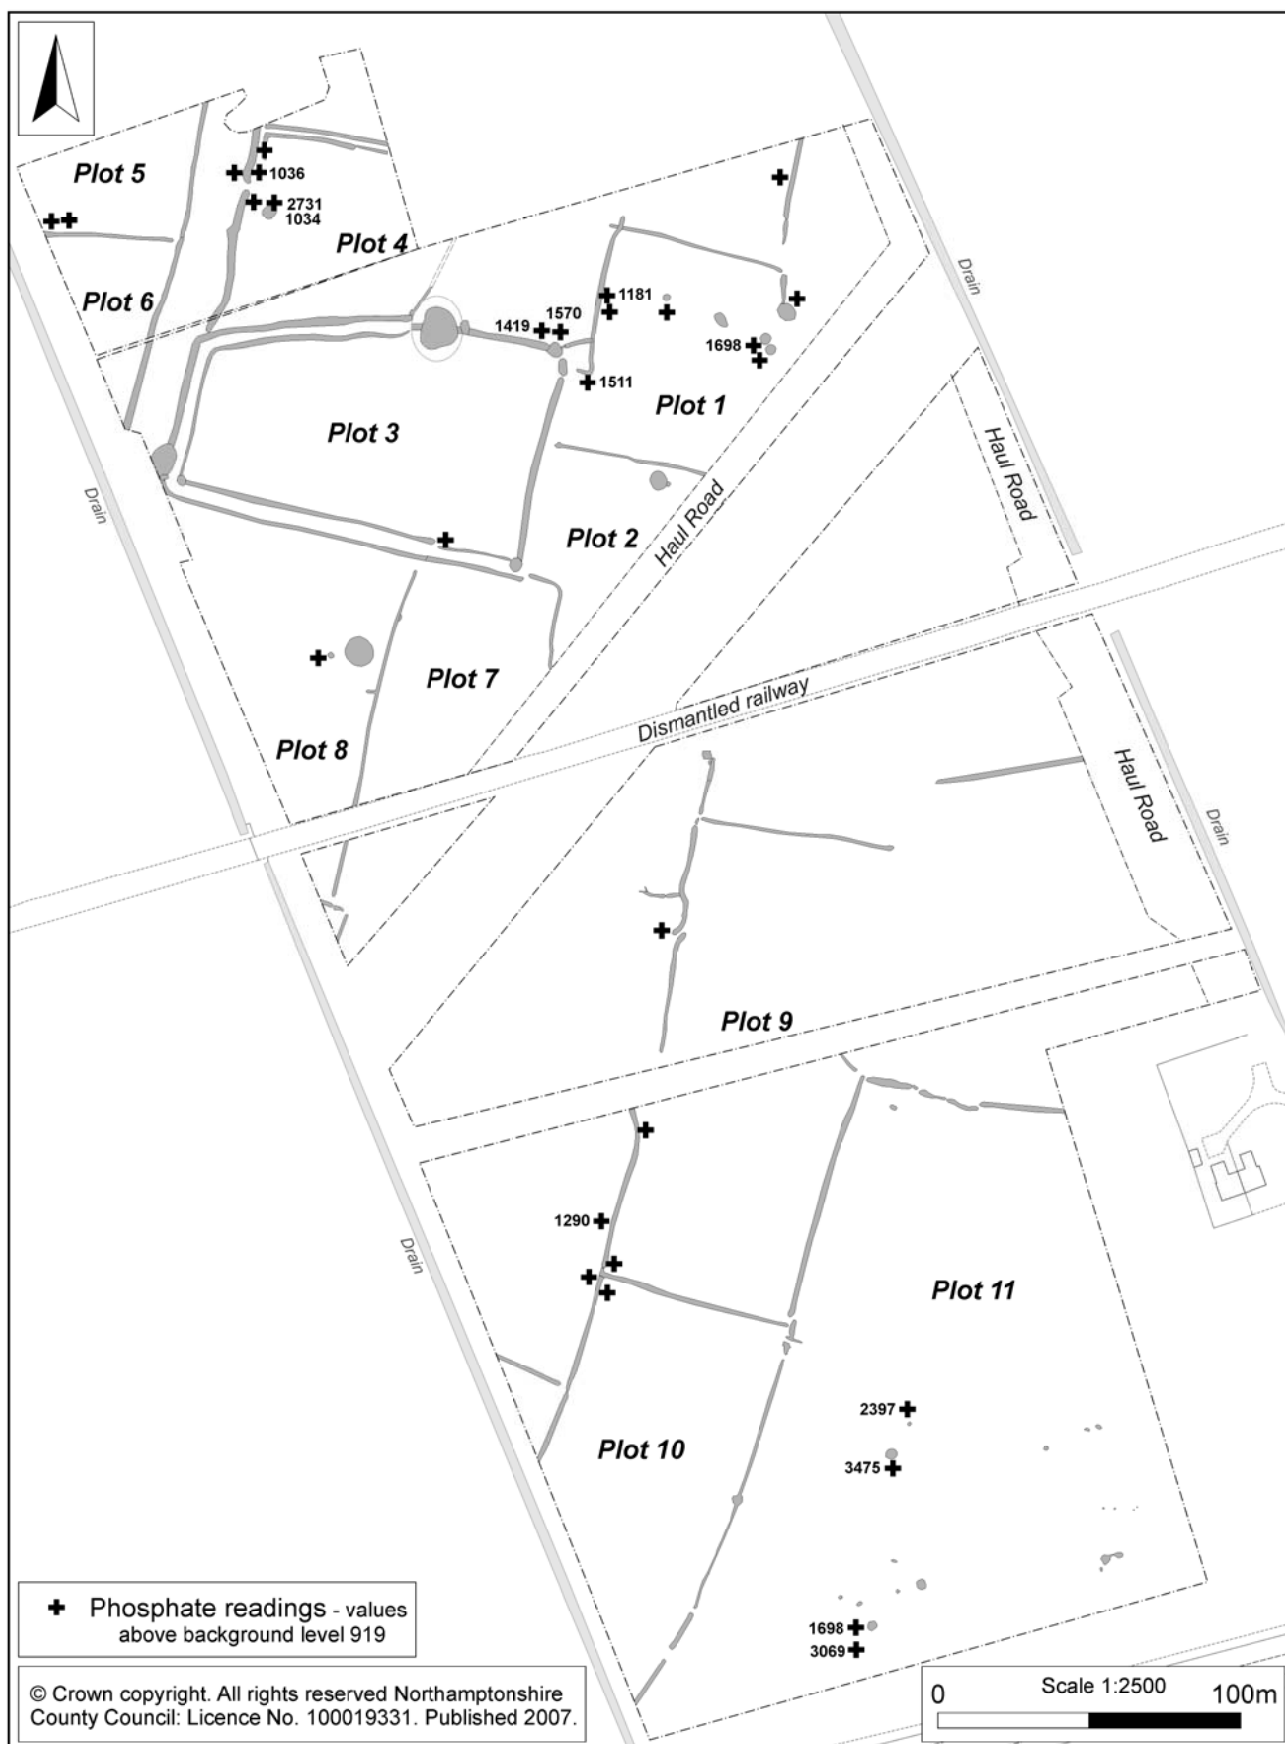 Plot 5
1036
2731
1034
Plot 4
Plot 6
Drain
1181
1570
1419
1698
1511
Plot 1
Plot 3
Haul Road
Drain
Plot 2
Haul Road
Plot 7
Dismantled railway
Plot 8
Haul Road
Drain
Plot 9
1290
Drain
Plot 11
2397
Plot 10
3475
1698
3069
Phosphate readings - values
above background level 919
© Crown copyright. All rights reserved Northamptonshire
County Council: Licence No. 100019331. Published 2007.
Scale 1:2500
0 100m